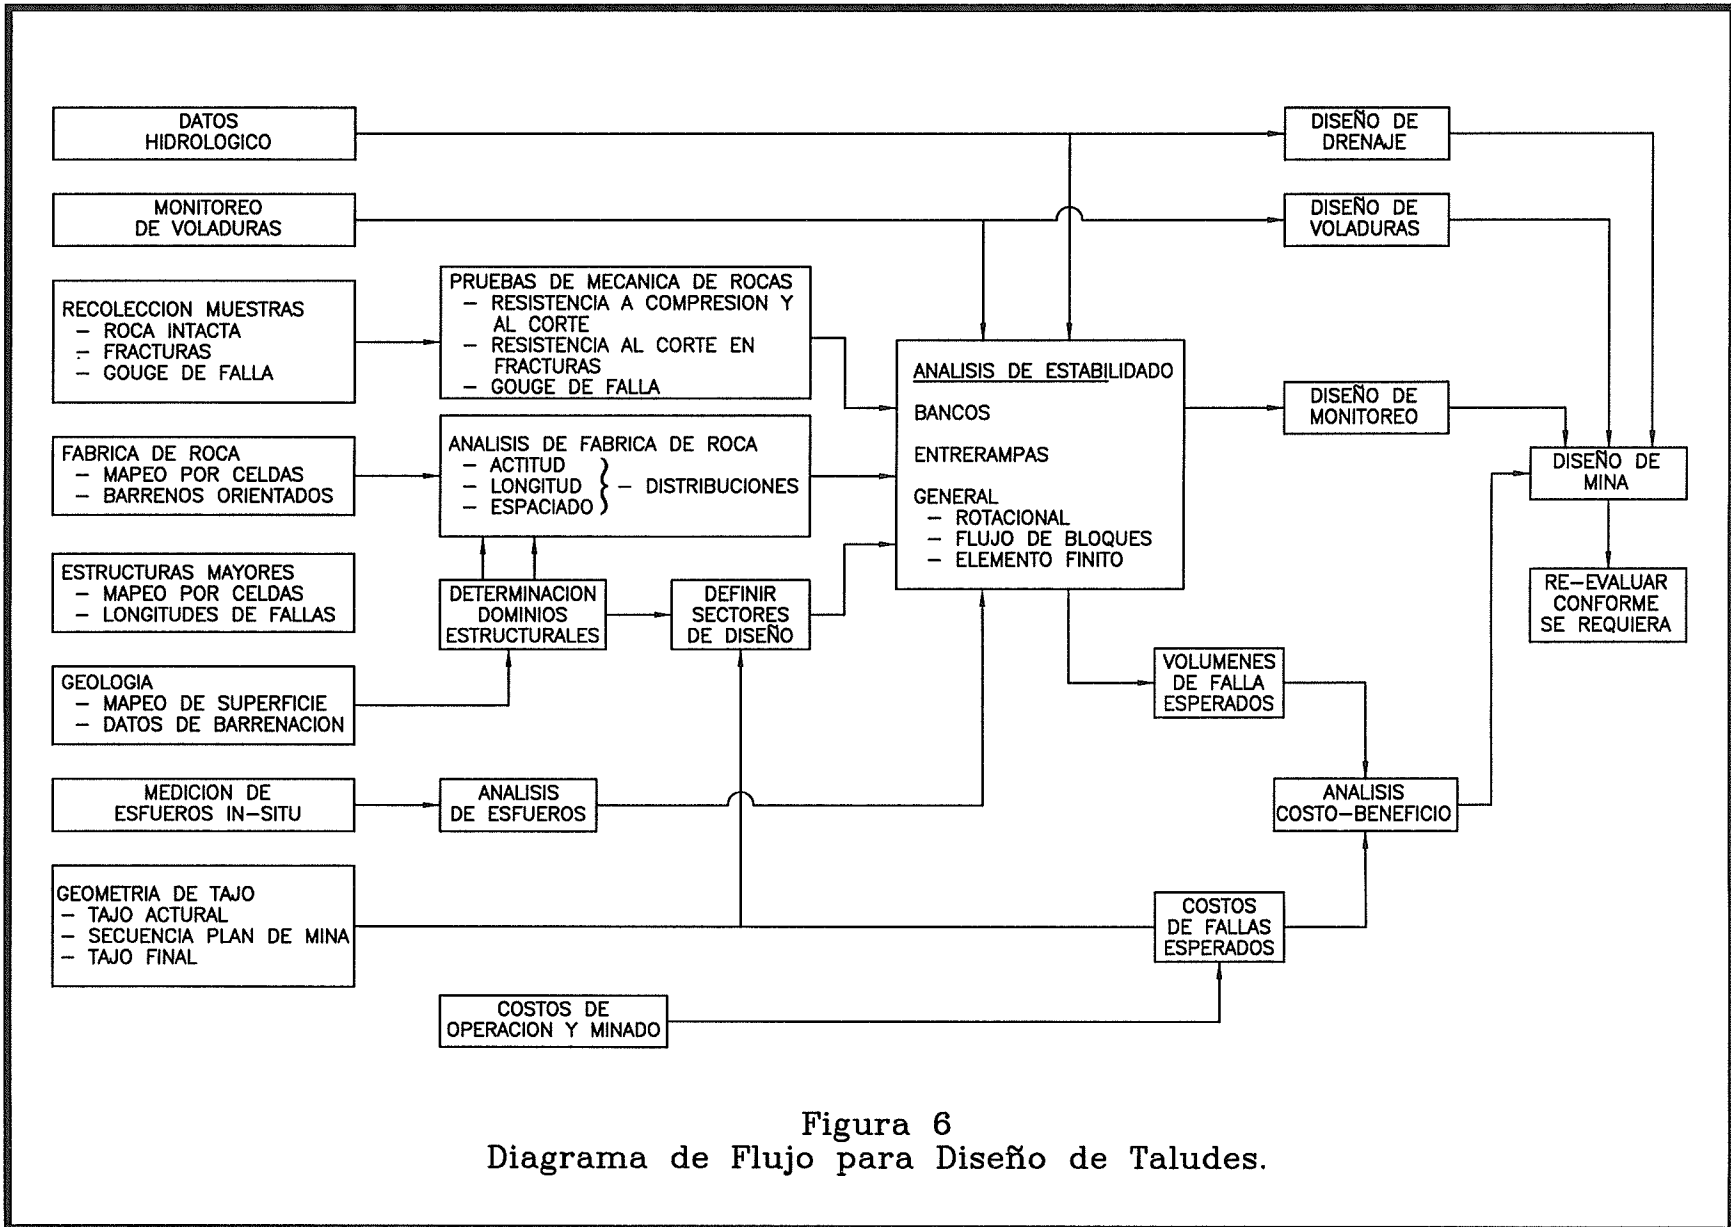 DATOS
HIDROLOGICO
DISEÑO DE
DRENAJE
MONITOREO
DE VOLADURAS
DISEÑO DE
VOLADURAS
RECOLECCION MUESTRAS
– ROCA INTACTA
– FRACTURAS
– GOUGE DE FALLA
PRUEBAS DE MECANICA DE ROCAS
– RESISTENCIA A COMPRESION Y
AL CORTE
– RESISTENCIA AL CORTE EN
FRACTURAS
– GOUGE DE FALLA
ANALISIS DE ESTABILIDADO
BANCOS
ENTRERAMPAS
GENERAL
– ROTACIONAL
– FLUJO DE BLOQUES
– ELEMENTO FINITO
DISEÑO DE
MONITOREO
FABRICA DE ROCA
– MAPEO POR CELDAS
– BARRENOS ORIENTADOS
ANALISIS DE FABRICA DE ROCA
– ACTITUD
– LONGITUD – DISTRIBUCIONES
– ESPACIADO
DISEÑO DE
MINA
ESTRUCTURAS MAYORES
– MAPEO POR CELDAS
– LONGITUDES DE FALLAS
DETERMINACION
DOMINIOS
ESTRUCTURALES
DEFINIR
SECTORES
DE DISEÑO
RE–EVALUAR
CONFORME
SE REQUIERA
GEOLOGIA
– MAPEO DE SUPERFICIE
– DATOS DE BARRENACION
VOLUMENES
DE FALLA
ESPERADOS
MEDICION DE
ESFUEROS IN–SITU
ANALISIS
DE ESFUEROS
ANALISIS
COSTO–BENEFICIO
GEOMETRIA DE TAJO
– TAJO ACTURAL
– SECUENCIA PLAN DE MINA
– TAJO FINAL
COSTOS
DE FALLAS
ESPERADOS
COSTOS DE
OPERACION Y MINADO
Figura 6
Diagrama de Flujo para Diseño de Taludes.